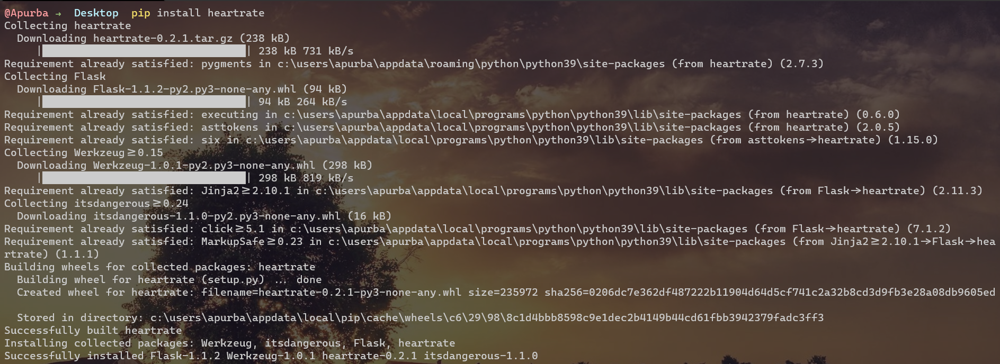 @Apurba → Desktop pip install heartrate
Collecting heartrate
Downloading heartrate-0.2.1.tar.gz (238 kB)
|████████████████████████████████| 238 kB 731 kB/s
Requirement already satisfied: pygments in c:\users\apurba\appdata\roaming\python\python39\site-packages (from heartrate) (2.7.3)
Collecting Flask
Downloading Flask-1.1.2-py2.py3-none-any.whl (94 kB)
|████████████████████████████████| 94 kB 264 kB/s
Requirement already satisfied: executing in c:\users\apurba\appdata\local\programs\python\python39\lib\site-packages (from heartrate) (0.6.0)
Requirement already satisfied: asttokens in c:\users\apurba\appdata\local\programs\python\python39\lib\site-packages (from heartrate) (2.0.5)
Requirement already satisfied: six in c:\users\apurba\appdata\local\programs\python\python39\lib\site-packages (from asttokens->heartrate) (1.15.0)
Collecting Werkzeug≥0.15
Downloading Werkzeug-1.0.1-py2.py3-none-any.whl (298 kB)
|████████████████████████████████| 298 kB 819 kB/s
Requirement already satisfied: Jinja2≥2.10.1 in c:\users\apurba\appdata\local\programs\python\python39\lib\site-packages (from Flask->heartrate) (2.11.3)
Collecting itsdangerous≥0.24
Downloading itsdangerous-1.1.0-py2.py3-none-any.whl (16 kB)
Requirement already satisfied: click≥5.1 in c:\users\apurba\appdata\local\programs\python\python39\lib\site-packages (from Flask->heartrate) (7.1.2)
Requirement already satisfied: MarkupSafe≥0.23 in c:\users\apurba\appdata\local\programs\python\python39\lib\site-packages (from Jinja2≥2.10.1->Flask->hea
rtrate) (1.1.1)
Building wheels for collected packages: heartrate
Building wheel for heartrate (setup.py) ... done
Created wheel for heartrate: filename=heartrate-0.2.1-py3-none-any.whl size=235972 sha256=0206dc7e362df487222b11904d64d5cf741c2a32b8cd3d9fb3e28a08db9605ed
Stored in directory: c:\users\apurba\appdata\local\pip\cache\wheels\c6\29\98\8c1d4bbb8598c9e1dec2b4149b44cd61fbb3942379fadc3ff3
Successfully built heartrate
Installing collected packages: Werkzeug, itsdangerous, Flask, heartrate
Successfully installed Flask-1.1.2 Werkzeug-1.0.1 heartrate-0.2.1 itsdangerous-1.1.0